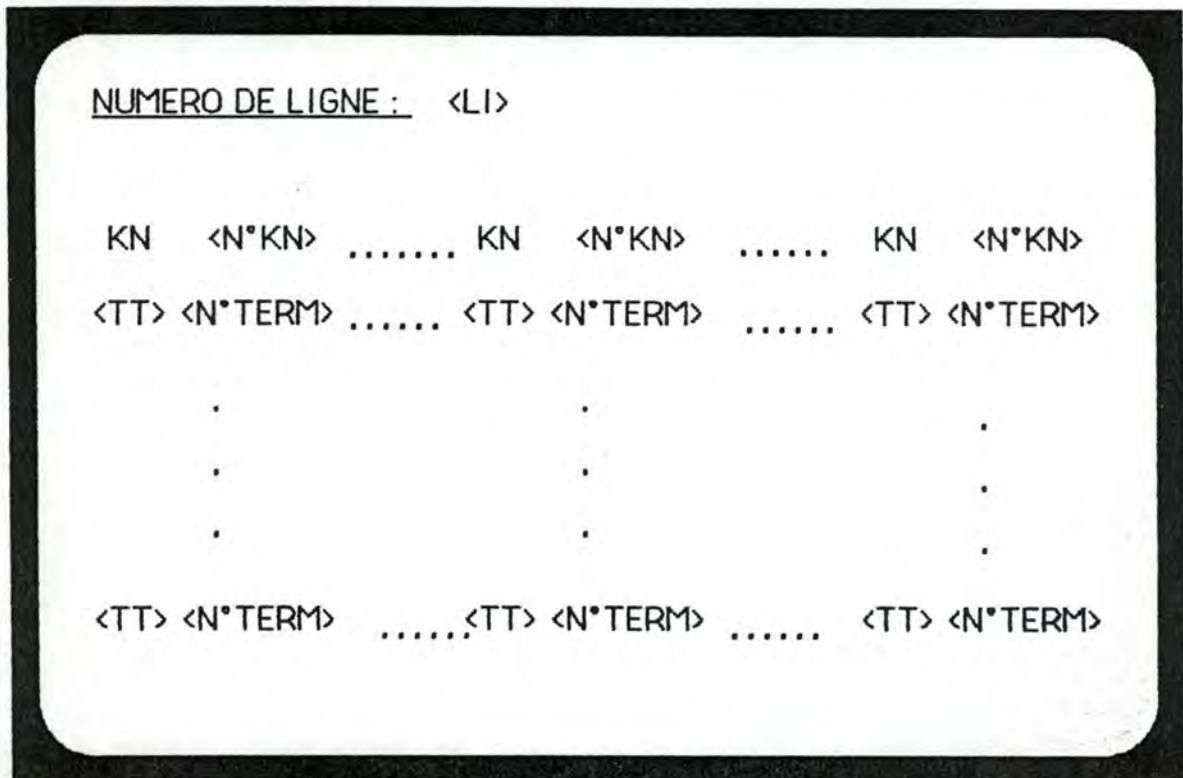 NUMERO DE LIGNE : <LI>
KN <N°KN> ....... KN <N°KN> ...... KN <N°KN>
<TT> <N°TERM> ...... <TT> <N°TERM> ...... <TT> <N°TERM>
. . .
. . .
. . .
<TT> <N°TERM> ...... <TT> <N°TERM> ...... <TT> <N°TERM>